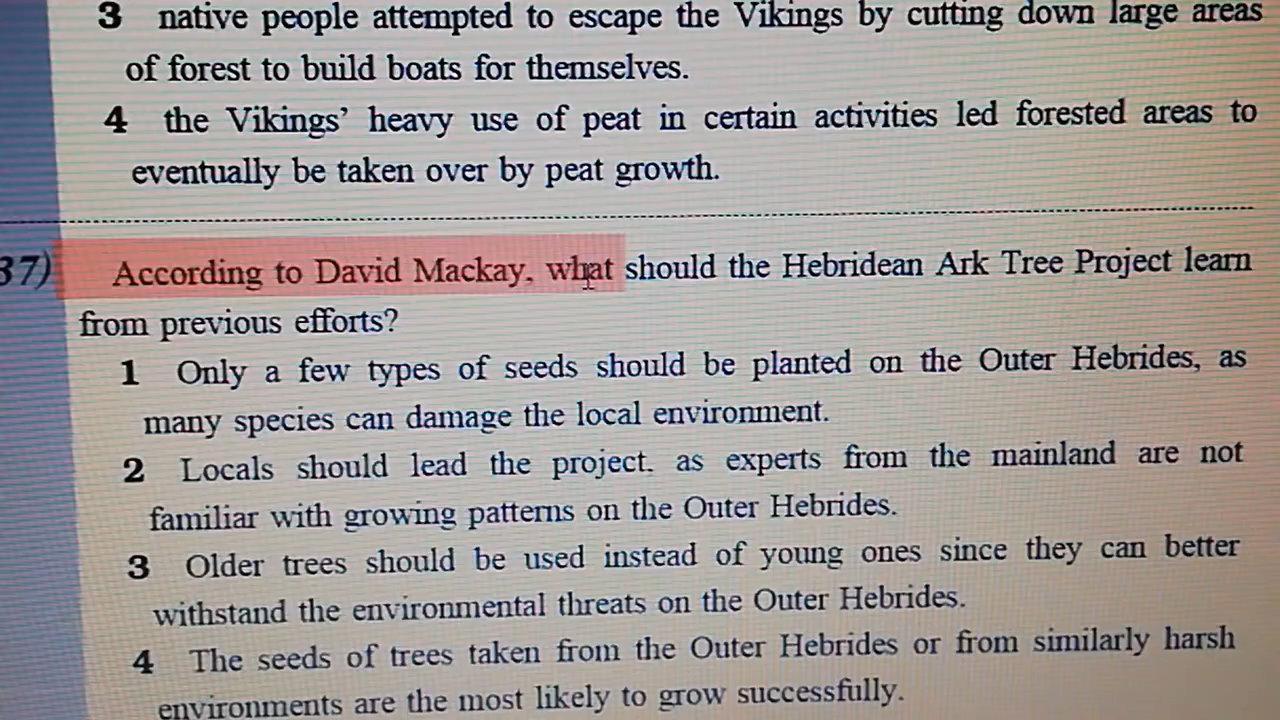 3 native people attempted to escape the Vikings by cutting down large areas
of forest to build boats for themselves.
4 the Vikings' heavy use of peat in certain activities led forested areas to
eventually be taken over by peat growth.
37) According to David Mackay, what should the Hebridean Ark Tree Project learn
from previous efforts?
1 Only a few types of seeds should be planted on the Outer Hebrides, as
many species can damage the local environment.
2 Locals should lead the project, as experts from the mainland are not
familiar with growing patterns on the Outer Hebrides.
3 Older trees should be used instead of young ones since they can better
withstand the environmental threats on the Outer Hebrides.
4 The seeds of trees taken from the Outer Hebrides or from similarly harsh
environments are the most likely to grow successfully.